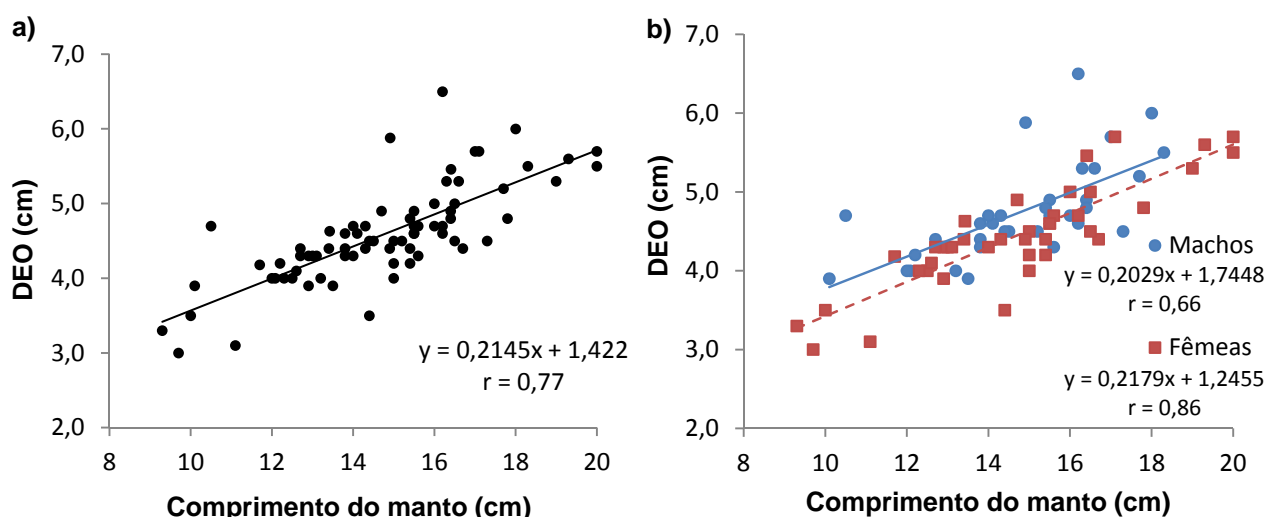 a)
7,0
6,0
5,0
4,0
3,0
2,0
DEO (cm)
8 10 12 14 16 18 20
Comprimento do manto (cm)
y = 0,2145x + 1,422
r = 0,77
b)
7,0
6,0
5,0
4,0
3,0
2,0
DEO (cm)
8 10 12 14 16 18 20
Comprimento do manto (cm)
Machos
y = 0,2029x + 1,7448
r = 0,66
Fêmeas
y = 0,2179x + 1,2455
r = 0,86